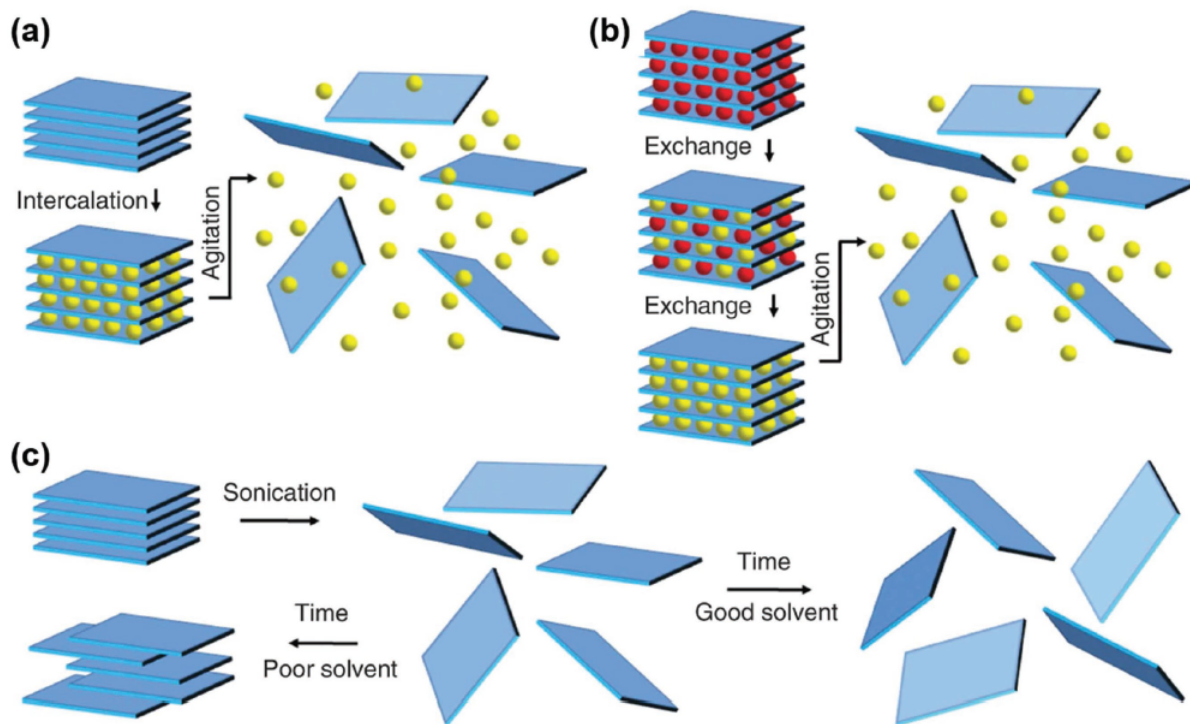 (a)
Intercalation
Agitation
(b)
Exchange
Exchange
Agitation
(c)
Sonication
Time
Poor solvent
Time
Good solvent